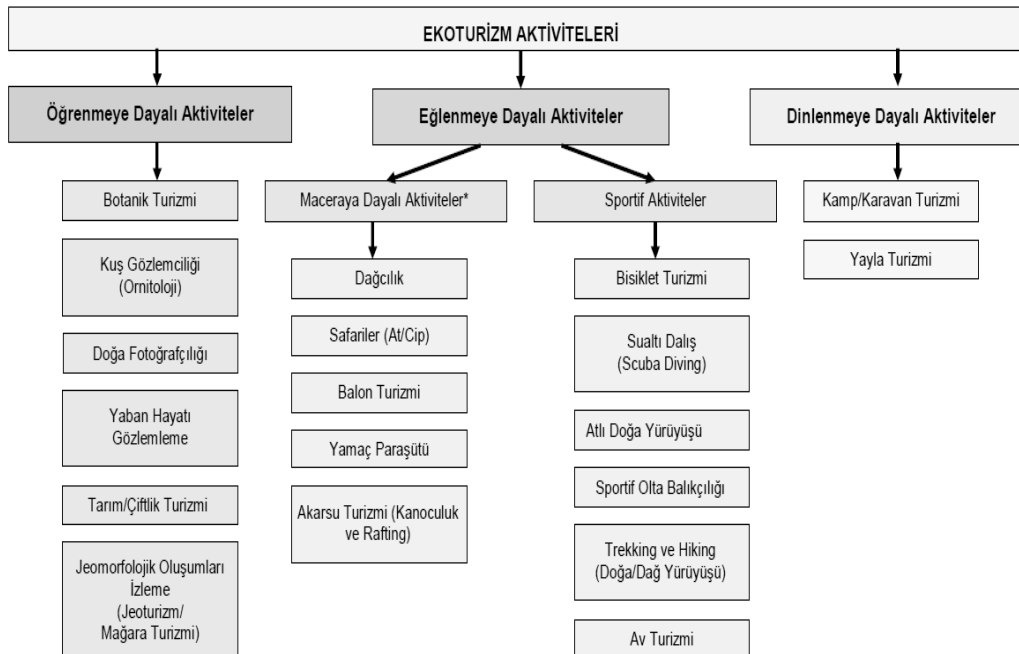 EKOTURİZM AKTİVİTELERİ
Öğrenmeye Dayalı Aktiviteler
Eğlenmeye Dayalı Aktiviteler
Dinlenmeye Dayalı Aktiviteler
Botanik Turizmi
Kuş Gözlemciliği
(Ornitoloji)
Doğa Fotoğrafçılığı
Yaban Hayatı
Gözlemleme
Tarım/Çiftlik Turizmi
Jeomorfolojik Oluşumları
İzleme
(Jeoturizm/
Mağara Turizmi)
Maceraya Dayalı Aktiviteler*
Dağcılık
Safariler (At/Cip)
Balon Turizmi
Yamaç Paraşütü
Akarsu Turizmi (Kanoculuk
ve Rafting)
Sportif Aktiviteler
Bisiklet Turizmi
Sualtı Dalış
(Scuba Diving)
Atlı Doğa Yürüyüşü
Sportif Olta Balıkçılığı
Trekking ve Hiking
(Doğa/Dağ Yürüyüşü)
Av Turizmi
Kamp/Karavan Turizmi
Yayla Turizmi